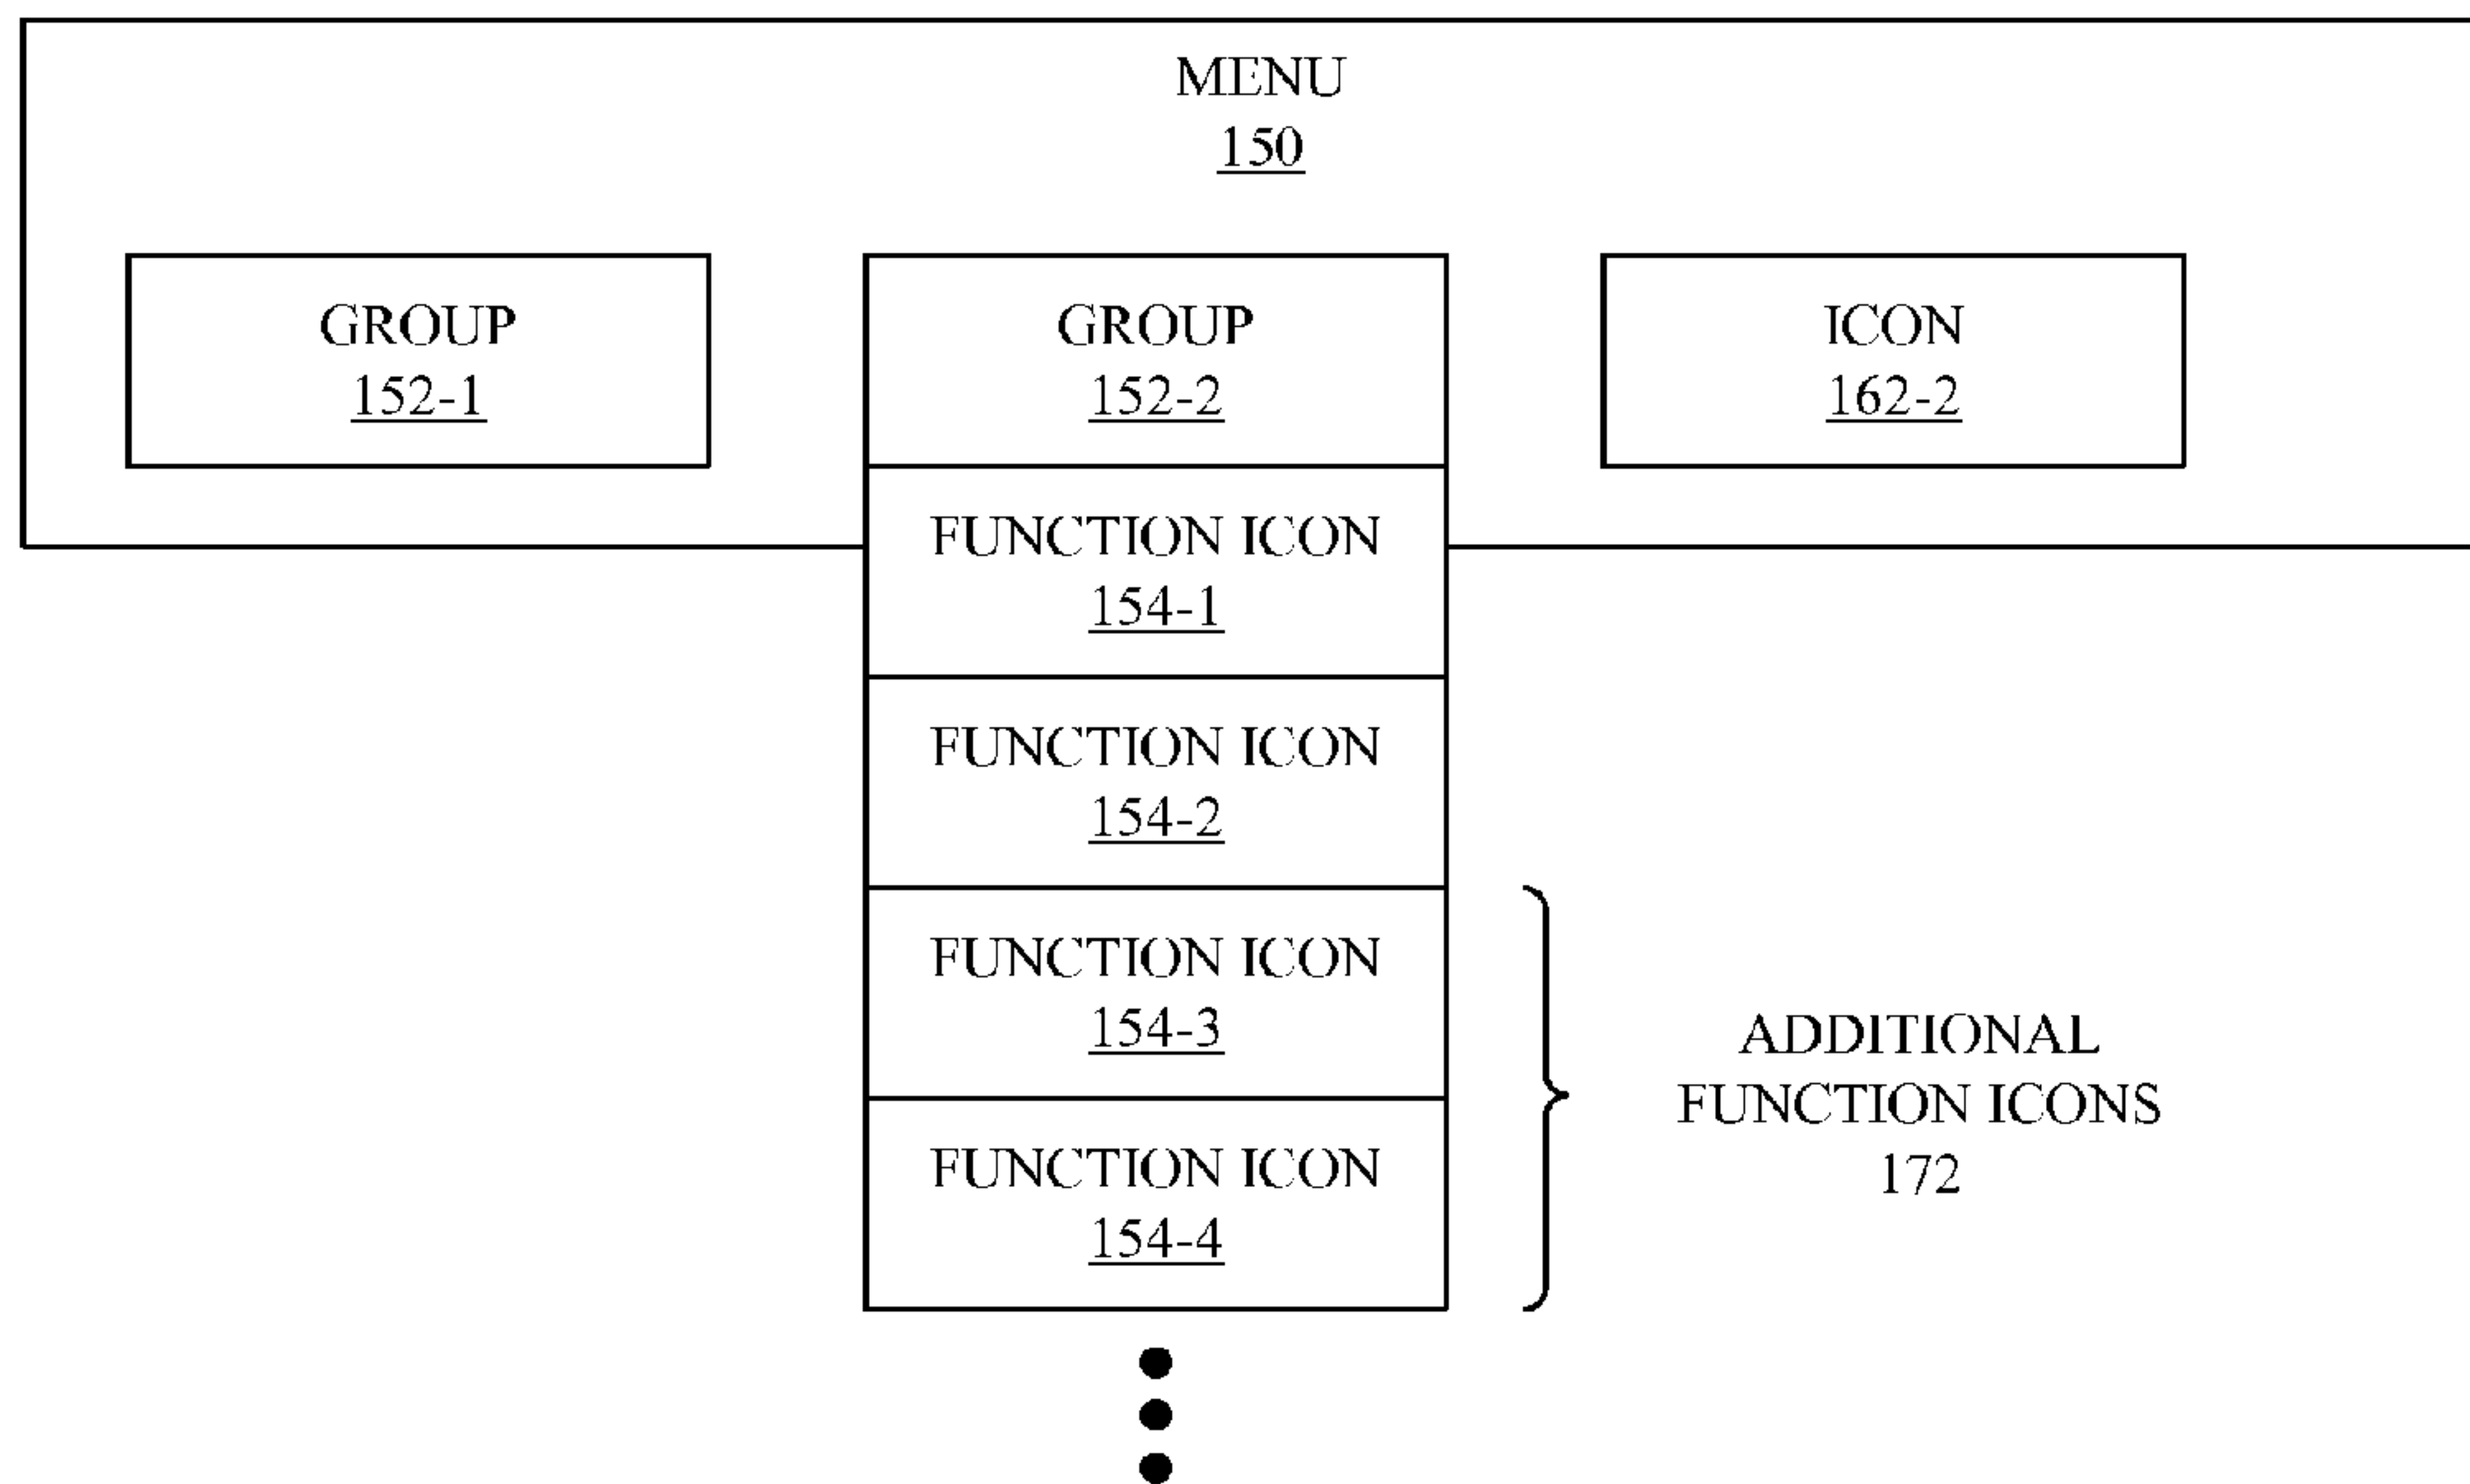 MENU
150
GROUP
152-1
GROUP
152-2
ICON
162-2
FUNCTION ICON
154-1
FUNCTION ICON
154-2
FUNCTION ICON
154-3
FUNCTION ICON
154-4
ADDITIONAL
FUNCTION ICONS
172